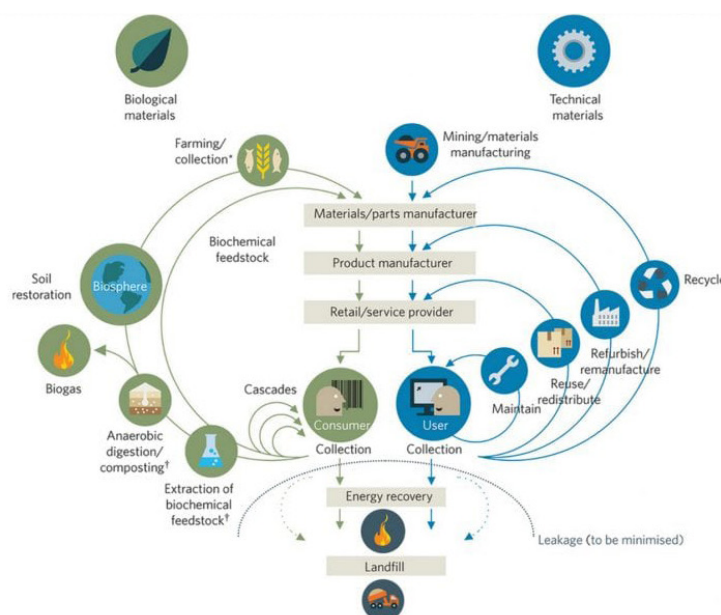 Biological
materials
Technical
materials
Farming/
collection*
Mining/materials
manufacturing
Materials/parts manufacturer
Biochemical
feedstock
Product manufacturer
Soil
restoration
Biosphere
Recycle
Retail/service provider
Biogas
Refurbish/
remanufacture
Reuse/
redistribute
Cascades
Maintain
Consumer
User
Anaerobic
digestion/
composting†
Collection
Collection
Extraction of
biochemical
feedstock†
Energy recovery
Leakage (to be minimised)
Landfill